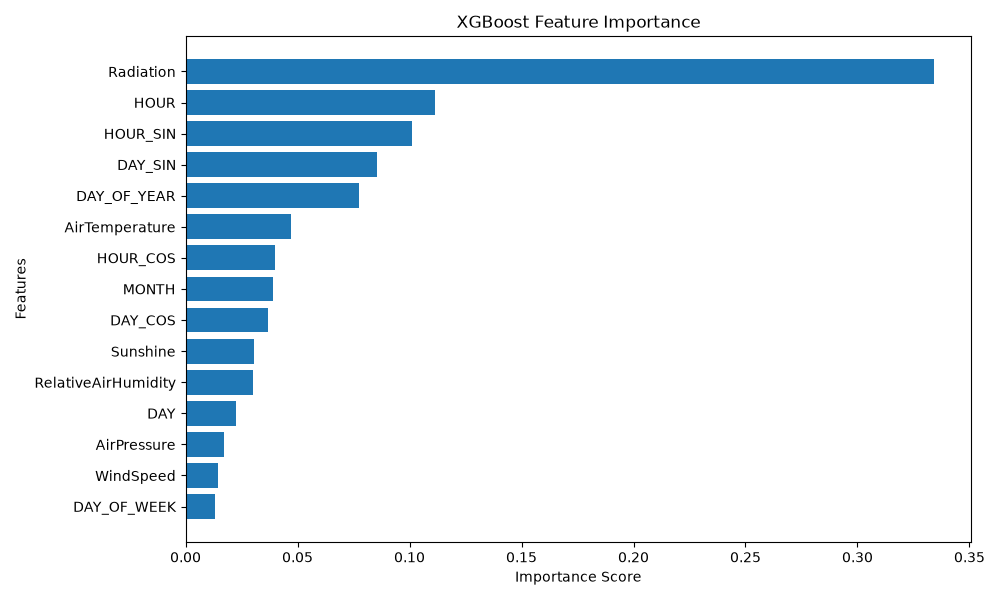 XGBoost Feature Importance
Features
Radiation
HOUR
HOUR_SIN
DAY_SIN
DAY_OF_YEAR
AirTemperature
HOUR_COS
MONTH
DAY_COS
Sunshine
RelativeAirHumidity
DAY
AirPressure
WindSpeed
DAY_OF_WEEK
0.00 0.05 0.10 0.15 0.20 0.25 0.30 0.35
Importance Score